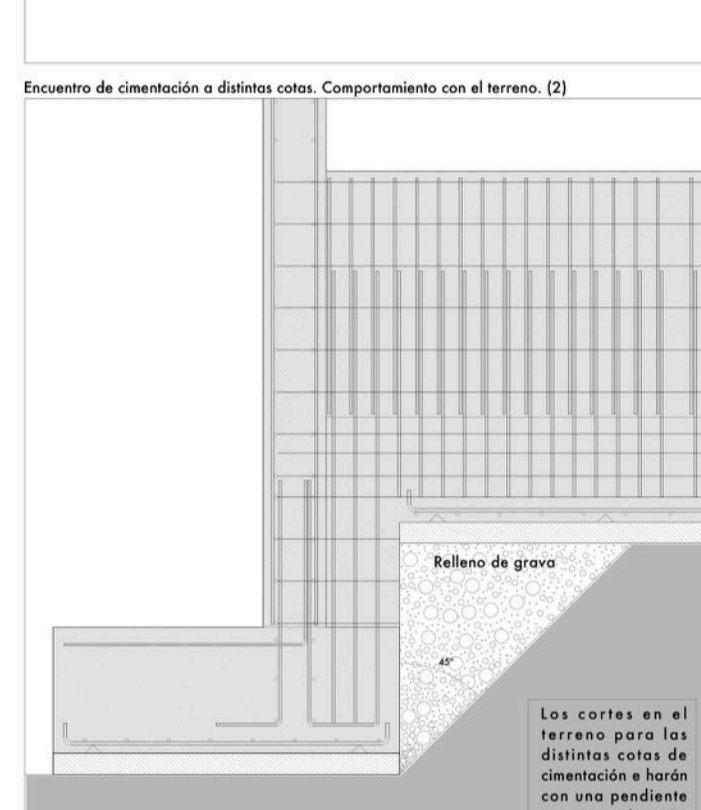 Encuentro de cimentación a distintas cotas. Comportamiento con el terreno. (2)
Relleno de grava
45°
Los cortes en el
terreno para las
distintas cotas de
cimentación e harán
con una pendiente